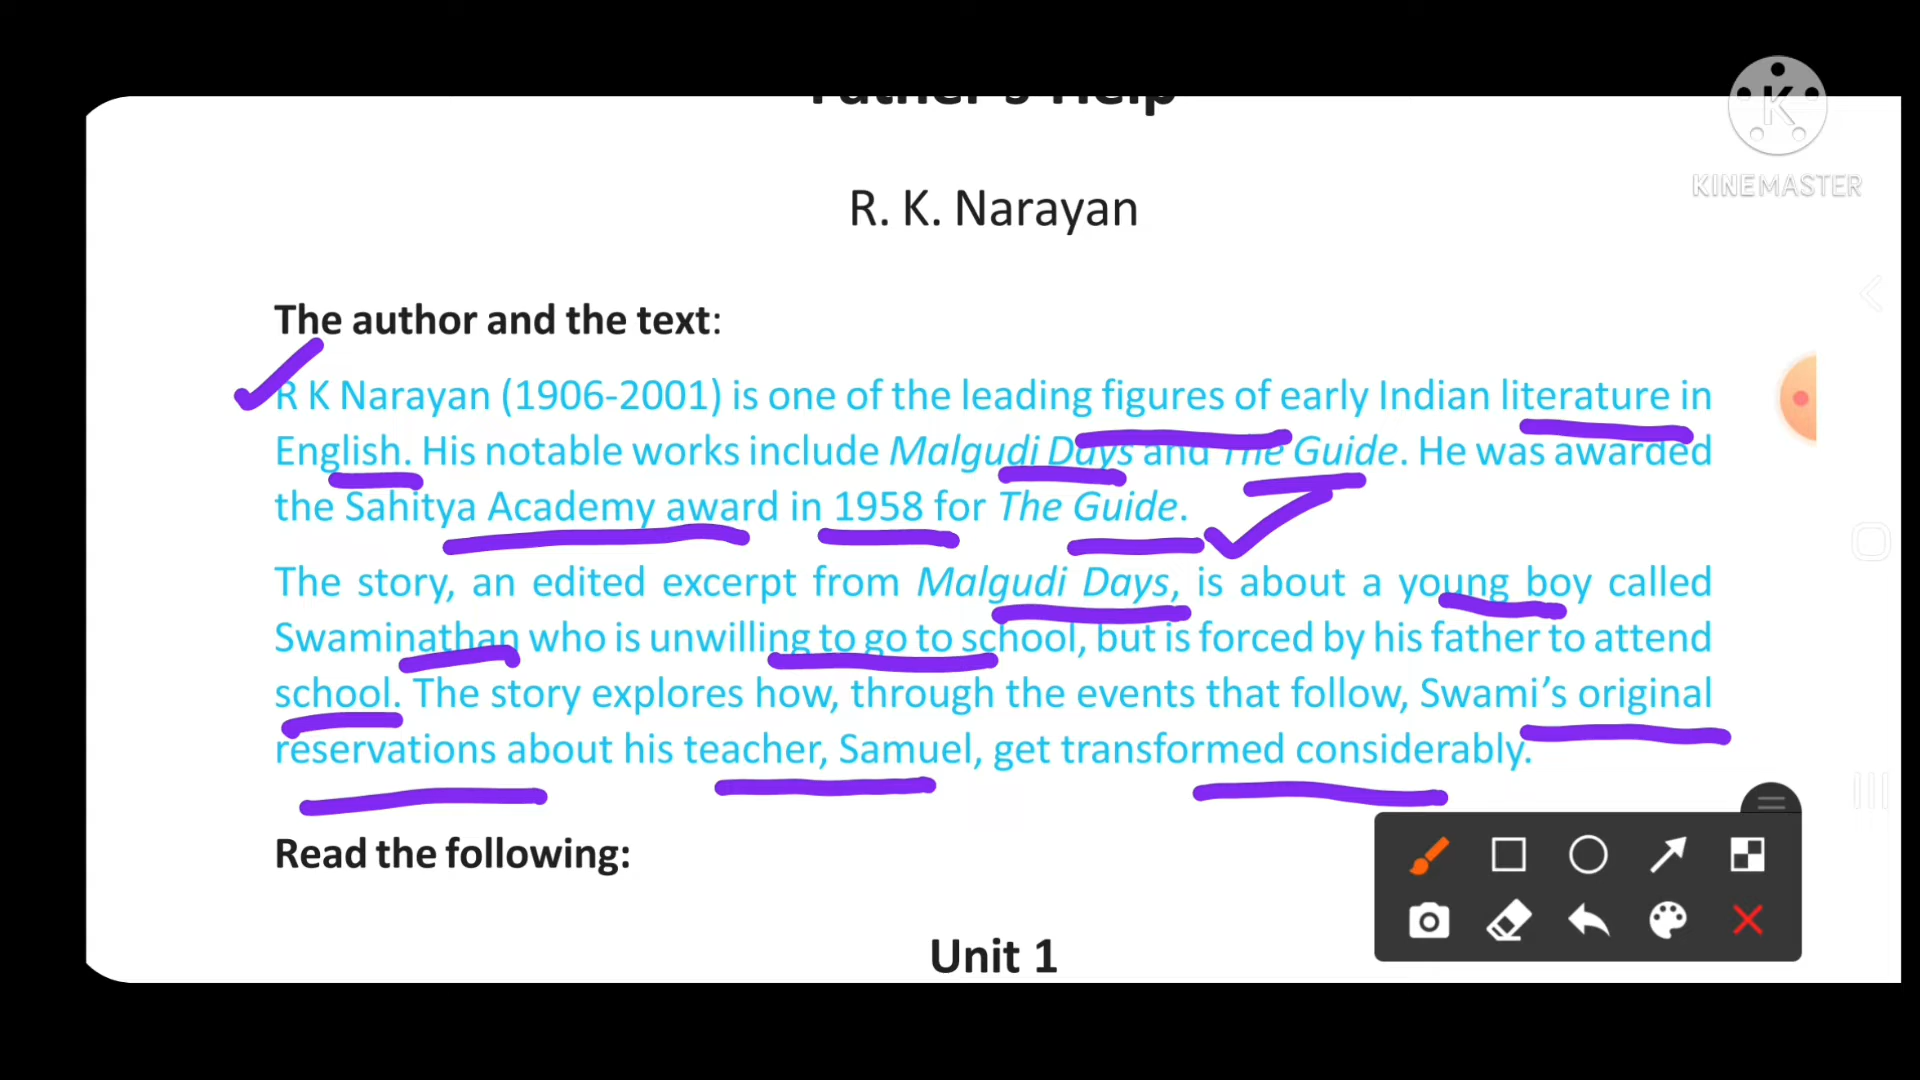 Father's Help
KINEMASTER
R. K. Narayan
The author and the text:
R K Narayan (1906-2001) is one of the leading figures of early Indian literature in
English. His notable works include Malgudi Days and The Guide. He was awarded
the Sahitya Academy award in 1958 for The Guide.
The story, an edited excerpt from Malgudi Days, is about a young boy called
Swaminathan who is unwilling to go to school, but is forced by his father to attend
school. The story explores how, through the events that follow, Swami’s original
reservations about his teacher, Samuel, get transformed considerably.
Read the following:
Unit 1